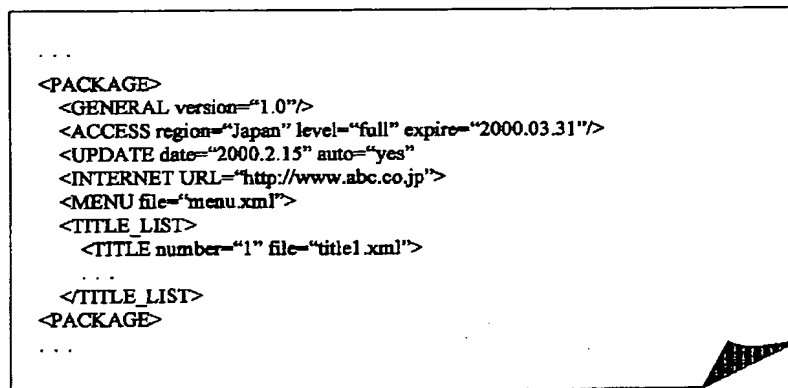 . . .
<PACKAGE>
<GENERAL version="1.0"/>
<ACCESS region="Japan" level="full" expire="2000.03.31"/>
<UPDATE date="2000.2.15" auto="yes"
<INTERNET URL="http://www.abc.co.jp">
<MENU file="menu.xml">
<TITLE_LIST>
<TITLE number="1" file="title1.xml">
. . .
</TITLE_LIST>
<PACKAGE>
. . .